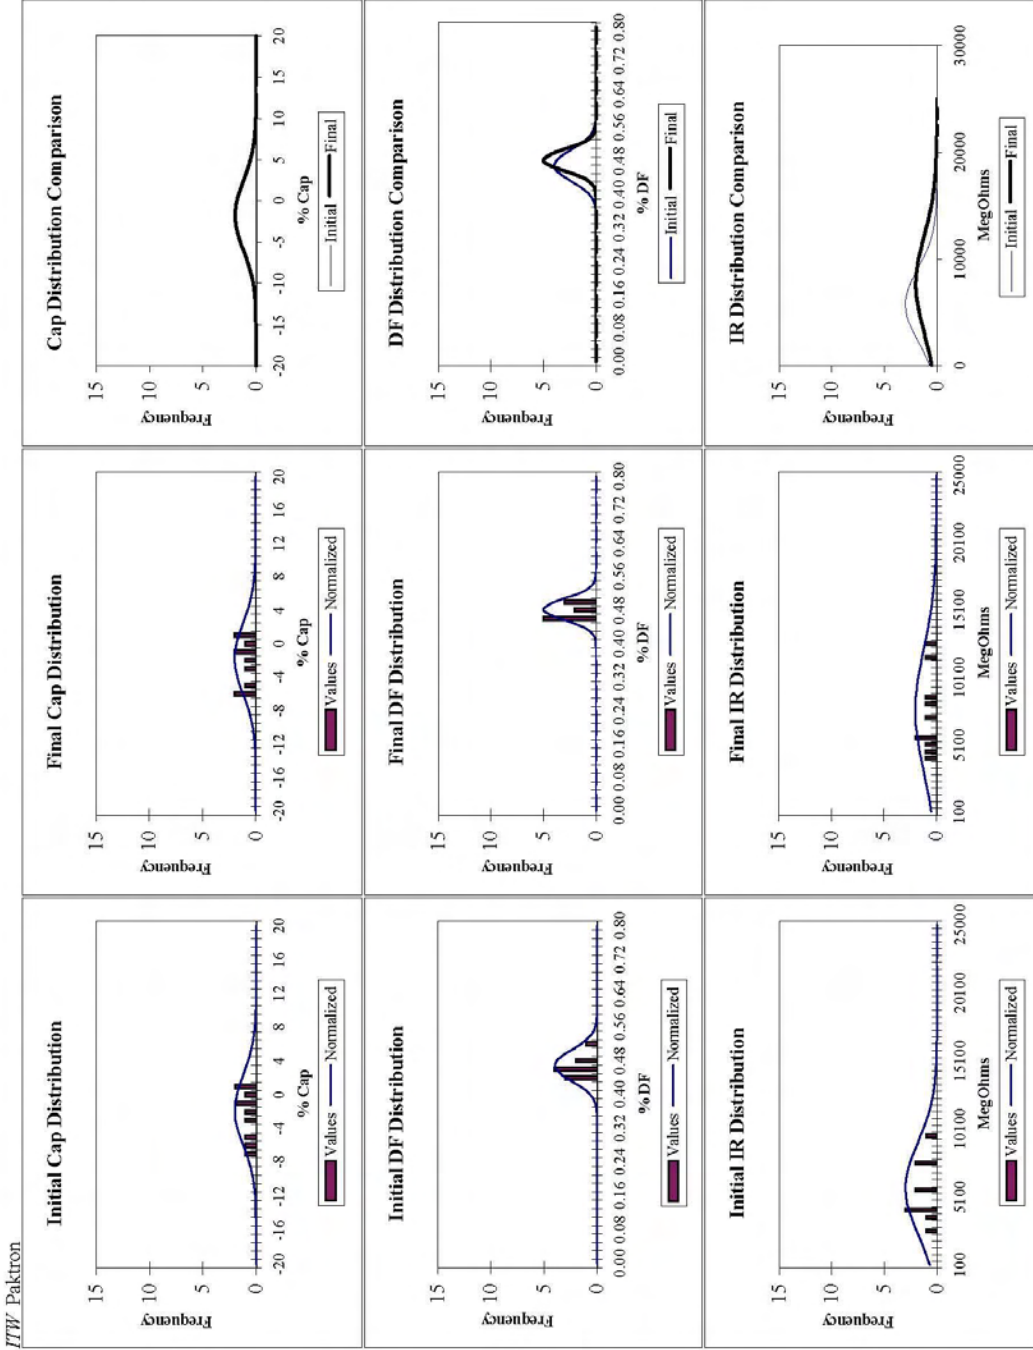 ITW Paktron
Initial Cap Distribution
Frequency
15
10
5
0
-20 -16 -12 -8 -4 0 4 8 12 16 20
% Cap
Values Normalized
Final Cap Distribution
Frequency
15
10
5
0
-20 -16 -12 -8 -4 0 4 8 12 16 20
% Cap
Values Normalized
Cap Distribution Comparison
Frequency
15
10
5
0
-20 -15 -10 -5 0 5 10 15 20
% Cap
Initial Final
Initial DF Distribution
Frequency
15
10
5
0
0.00 0.08 0.16 0.24 0.32 0.40 0.48 0.56 0.64 0.72 0.80
% DF
Values Normalized
Final DF Distribution
Frequency
15
10
5
0
0.00 0.08 0.16 0.24 0.32 0.40 0.48 0.56 0.64 0.72 0.80
% DF
Values Normalized
DF Distribution Comparison
Frequency
15
10
5
0
0.00 0.08 0.16 0.24 0.32 0.40 0.48 0.56 0.64 0.72 0.80
% DF
Initial Final
Initial IR Distribution
Frequency
15
10
5
0
100 5100 10100 15100 20100 25000
MegOhms
Values Normalized
Final IR Distribution
Frequency
15
10
5
0
100 5100 10100 15100 20100 25000
MegOhms
Values Normalized
IR Distribution Comparison
Frequency
15
10
5
0
0 10000 20000 30000
MegOhms
Initial Final